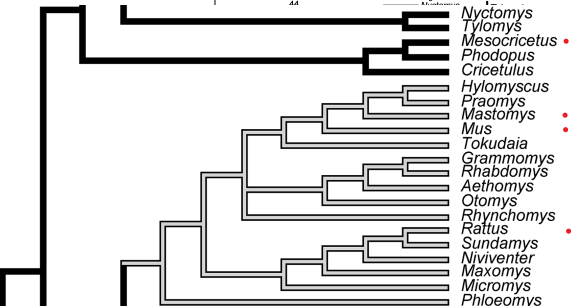 44
Nyctomys
Tylomys
Mesocricetus
Phodopus
Cricetulus
Hylomyscus
Praomys
Mastomys
Mus
Tokudaia
Grammomys
Rhabdomys
Aethomys
Otomys
Rhynchomys
Rattus
Sundamys
Niviventer
Maxomys
Micromys
Phloeomys